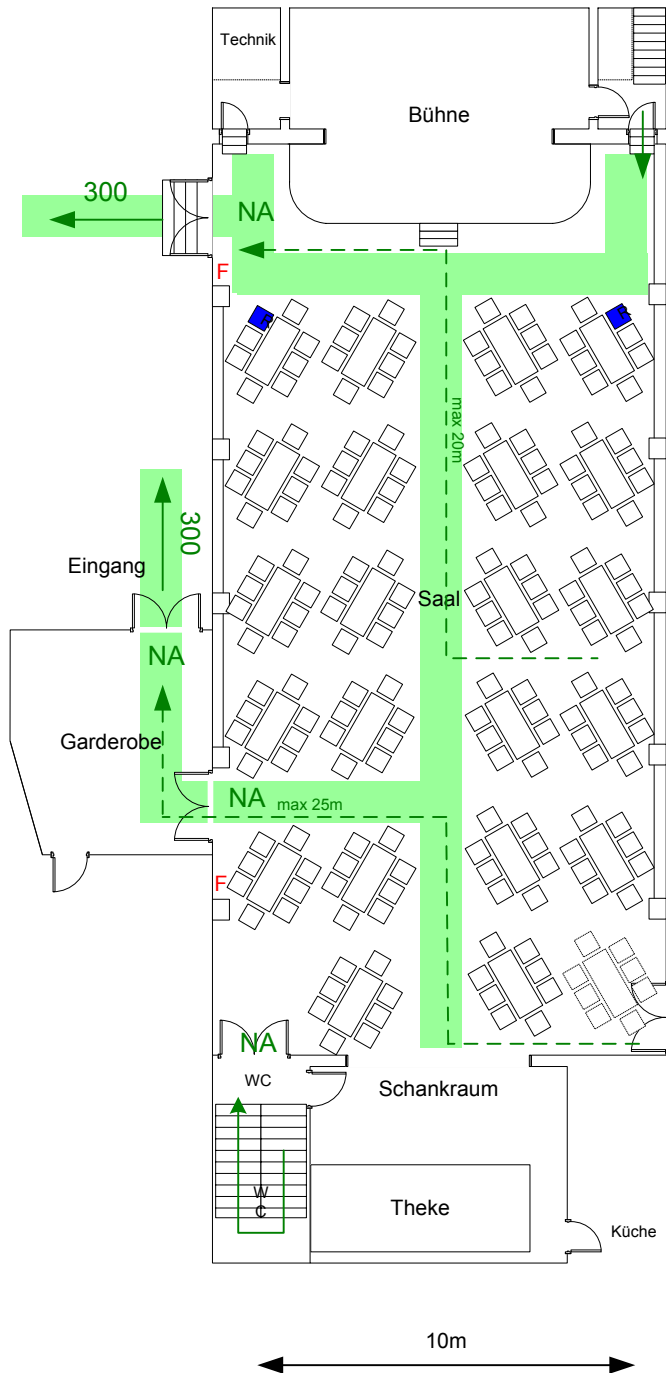 Technik
Bühne
300
NA
F
R
R
max 20m
300
Eingang
Saal
NA
Garderobe
NA
max 25m
F
NA
WC
Schankraum
WC
Theke
Küche
10m